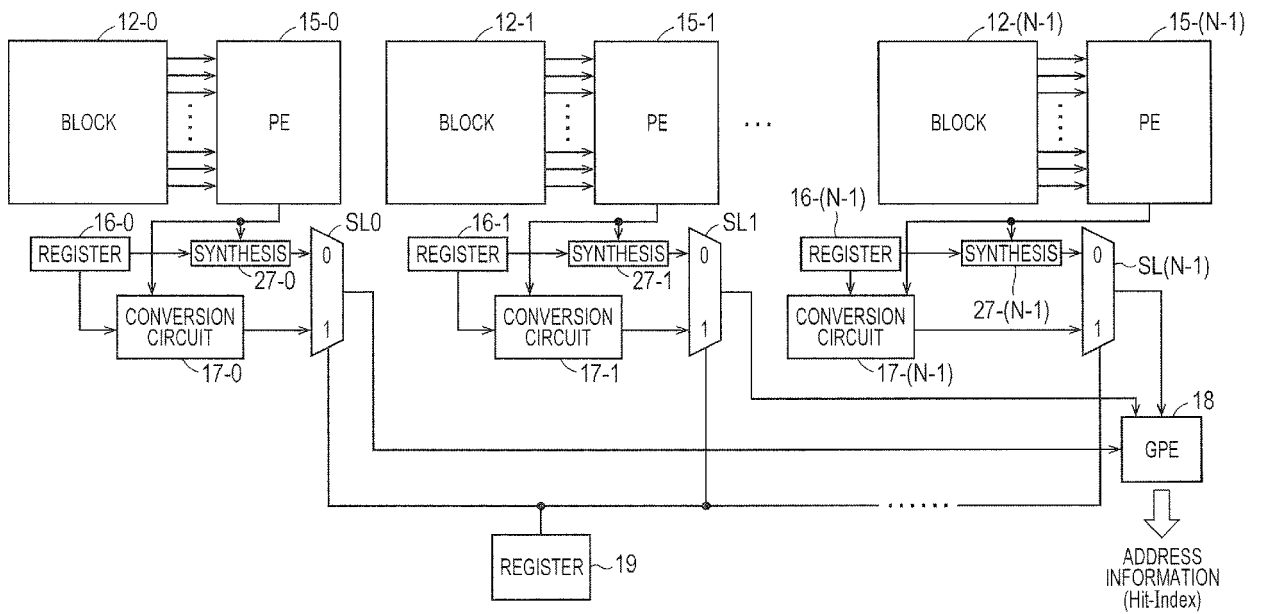 12-0 15-0 12-1 15-1 12-(N-1) 15-(N-1)
BLOCK PE BLOCK PE ... BLOCK PE
16-0 SL0 16-1 SL1 16-(N-1)
REGISTER SYNTHESIS 0 REGISTER SYNTHESIS 0 REGISTER SYNTHESIS 0
27-0 27-1 27-(N-1) SL(N-1)
CONVERSION CIRCUIT 1 CONVERSION CIRCUIT 1 CONVERSION CIRCUIT 1
17-0 17-1 17-(N-1)
18
GPE
REGISTER 19
ADDRESS
INFORMATION
(Hit-Index)